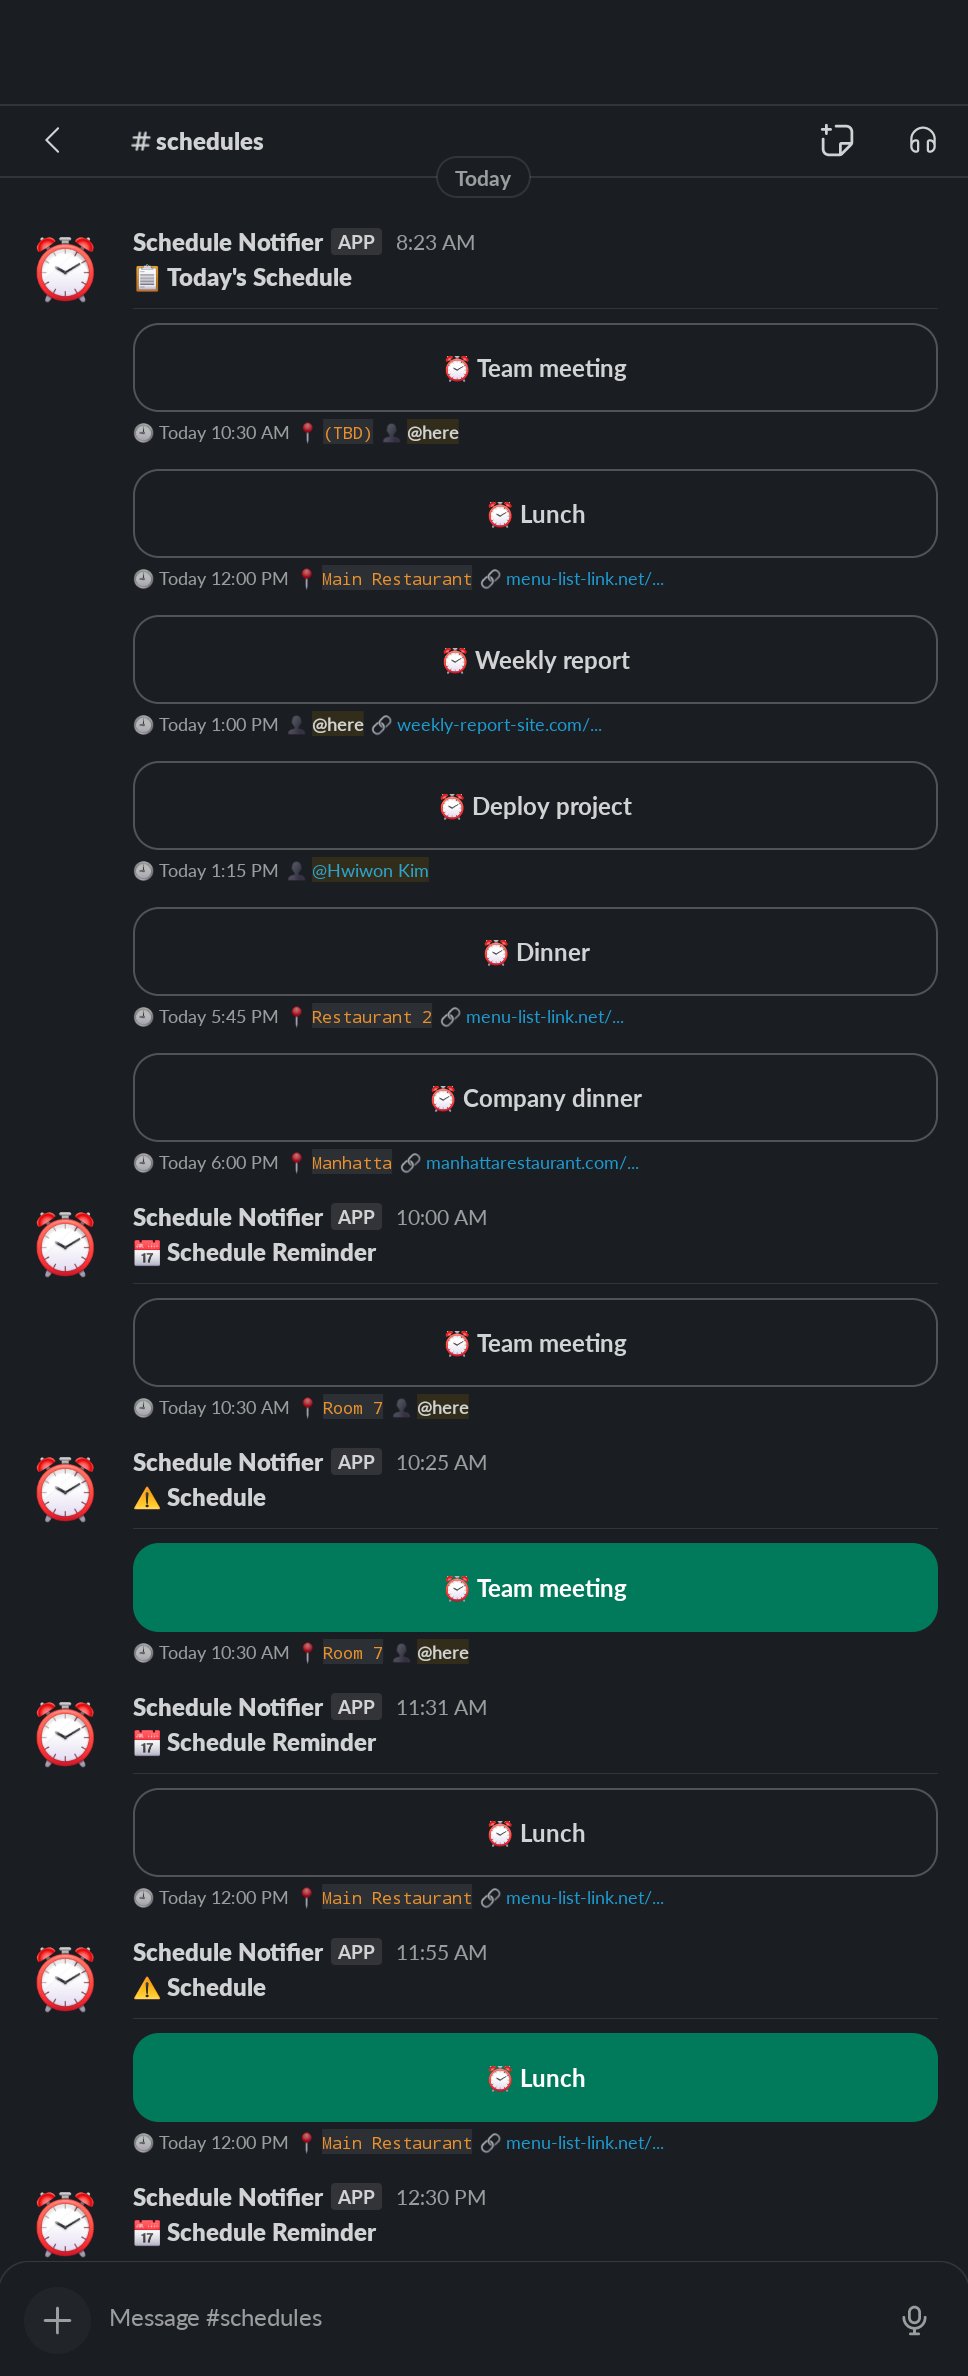 # schedules
Today
Schedule Notifier APP 8:23 AM
📋 Today's Schedule
⏰ Team meeting
🕘 Today 10:30 AM 📍 (TBD) 👤 @here
⏰ Lunch
🕘 Today 12:00 PM 📍 Main Restaurant 🔗 menu-list-link.net/...
⏰ Weekly report
🕘 Today 1:00 PM 👤 @here 🔗 weekly-report-site.com/...
⏰ Deploy project
🕘 Today 1:15 PM 👤 @Hwiwon Kim
⏰ Dinner
🕘 Today 5:45 PM 📍 Restaurant 2 🔗 menu-list-link.net/...
⏰ Company dinner
🕘 Today 6:00 PM 📍 Manhatta 🔗 manhattarestaurant.com/...
Schedule Notifier APP 10:00 AM
📅 Schedule Reminder
⏰ Team meeting
🕘 Today 10:30 AM 📍 Room 7 👤 @here
Schedule Notifier APP 10:25 AM
⚠️ Schedule
⏰ Team meeting
🕘 Today 10:30 AM 📍 Room 7 👤 @here
Schedule Notifier APP 11:31 AM
📅 Schedule Reminder
⏰ Lunch
🕘 Today 12:00 PM 📍 Main Restaurant 🔗 menu-list-link.net/...
Schedule Notifier APP 11:55 AM
⚠️ Schedule
⏰ Lunch
🕘 Today 12:00 PM 📍 Main Restaurant 🔗 menu-list-link.net/...
Schedule Notifier APP 12:30 PM
📅 Schedule Reminder
Message #schedules